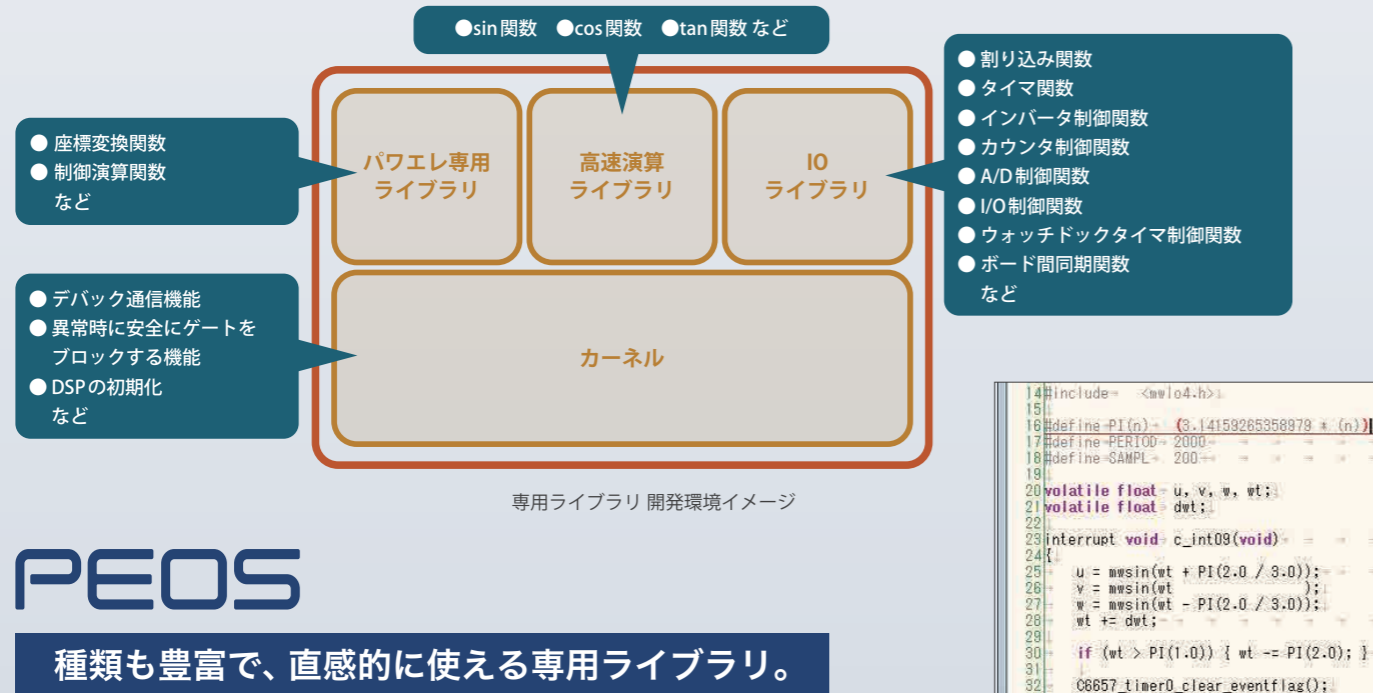 ●sin関数 ●cos関数 ●tan関数 など
● 座標変換関数
● 制御演算関数
など
パワエレ専用
ライブラリ
高速演算
ライブラリ
IO
ライブラリ
● 割り込み関数
● タイマ関数
● インバータ制御関数
● カウンタ制御関数
● A/D制御関数
● I/O制御関数
● ウォッチドックタイマ制御関数
● ボード間同期関数
など
● デバック通信機能
● 異常時に安全にゲートを
ブロックする機能
● DSPの初期化
など
カーネル
専用ライブラリ 開発環境イメージ
PEOS
種類も豊富で、直感的に使える専用ライブラリ。
14 #include <mwio4.h>
15
16 #define PI(n) (3.14159265358979 * (n))
17 #define PERIOD 2000
18 #define SAMPL 200
19
20 volatile float u, v, w, wt;
21 volatile float dwt;
22
23 interrupt void c_int09(void)
24 {
25 u = mwsin(wt + PI(2.0 / 3.0));
26 v = mwsin(wt );
27 w = mwsin(wt - PI(2.0 / 3.0));
28 wt += dwt;
29
30 if (wt > PI(1.0)) { wt -= PI(2.0); }
31
32 C6657_timer0_clear_eventflag();